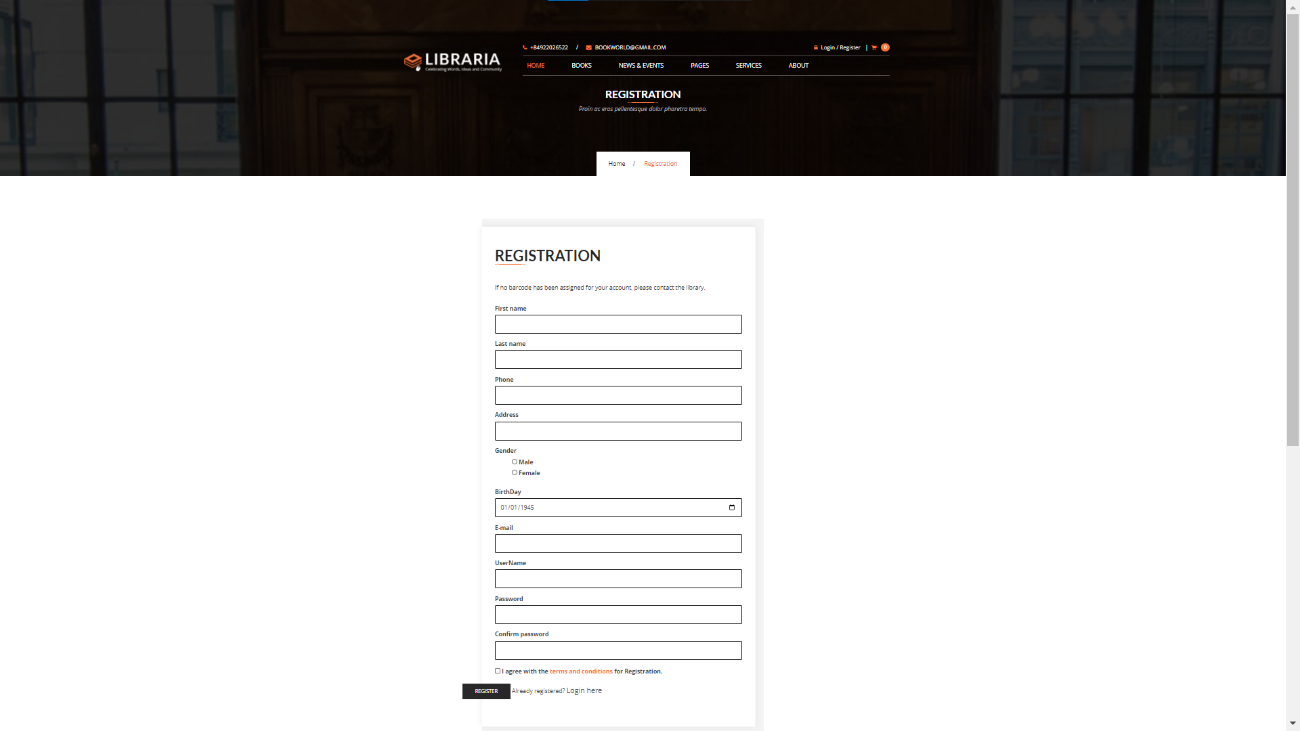 LIBRARIA
Celebrating Words, Ideas and Community
+84922026522 / BOOKWORLD@GMAIL.COM
Login / Register | 0
HOME BOOKS NEWS & EVENTS PAGES SERVICES ABOUT
REGISTRATION
Proin ac eros pellentesque dolor pharetra tempo.
Home / Registration
REGISTRATION
If no barcode has been assigned for your account, please contact the library.
First name
Last name
Phone
Address
Gender
Male
Female
BirthDay
01/01/1945
E-mail
UserName
Password
Confirm password
I agree with the terms and conditions for Registration.
REGISTER Already registered? Login here